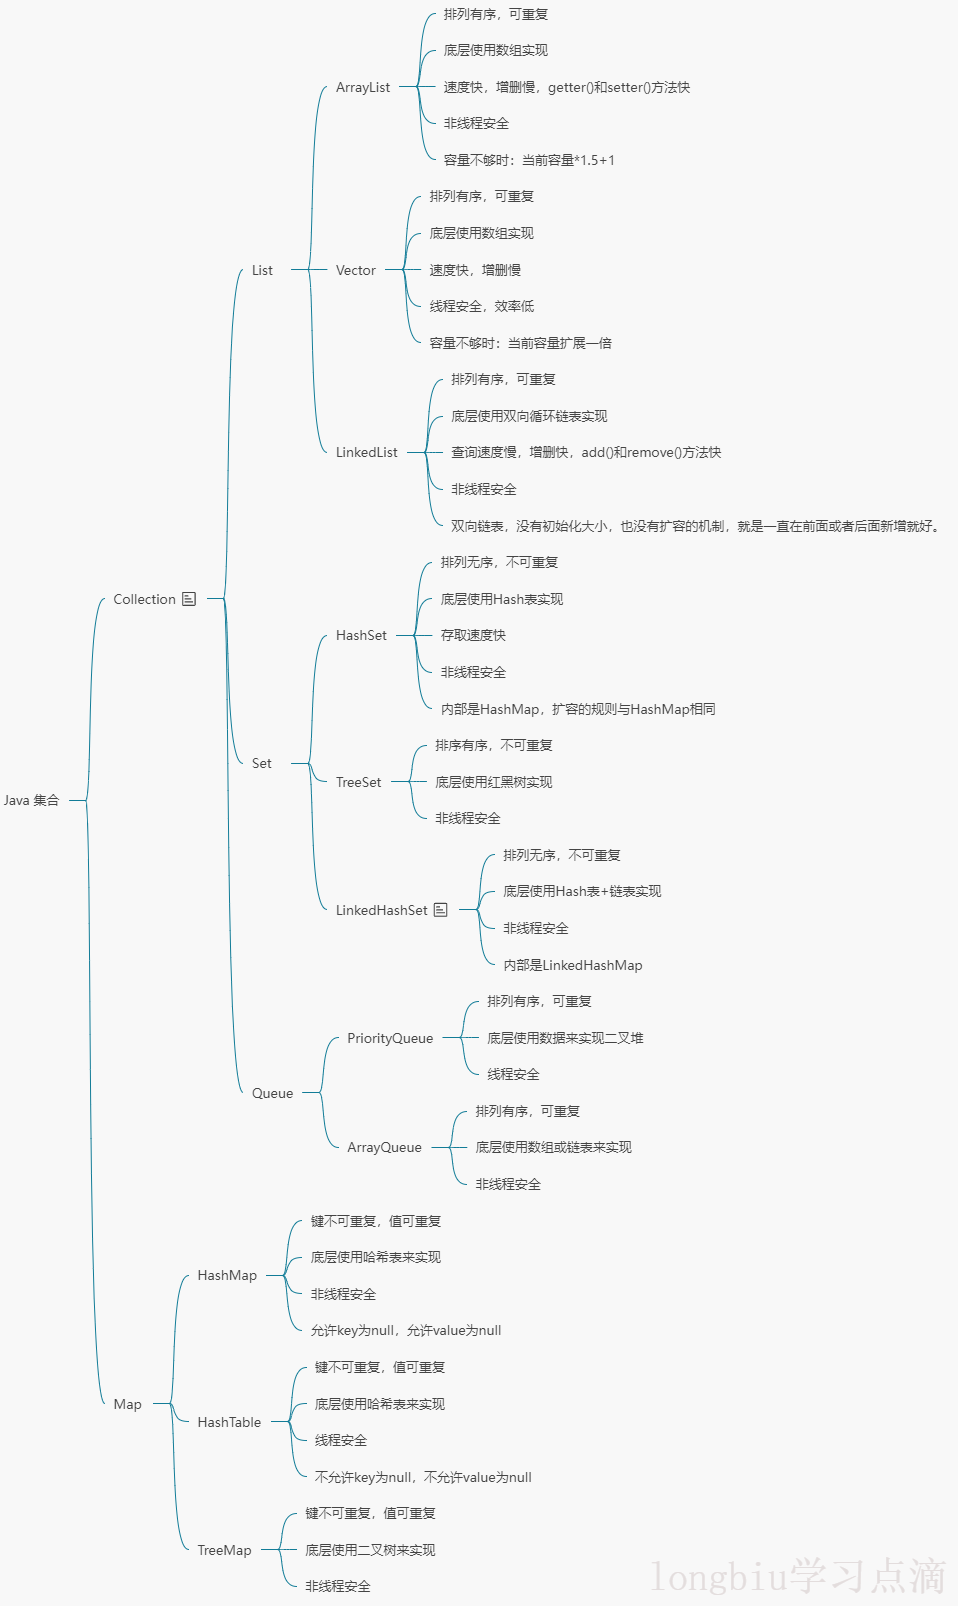 Java 集合
Collection
List
ArrayList
排列有序，可重复
底层使用数组实现
速度快，增删慢，getter()和setter()方法快
非线程安全
容量不够时：当前容量*1.5+1
Vector
排列有序，可重复
底层使用数组实现
速度快，增删慢
线程安全，效率低
容量不够时：当前容量扩展一倍
LinkedList
排列有序，可重复
底层使用双向循环链表实现
查询速度慢，增删快，add()和remove()方法快
非线程安全
双向链表，没有初始化大小，也没有扩容的机制，就是一直在前面或者后面新增就好。
Set
HashSet
排列无序，不可重复
底层使用Hash表实现
存取速度快
非线程安全
内部是HashMap，扩容的规则与HashMap相同
TreeSet
排序有序，不可重复
底层使用红黑树实现
非线程安全
LinkedHashSet
排列无序，不可重复
底层使用Hash表+链表实现
非线程安全
内部是LinkedHashMap
Queue
PriorityQueue
排列有序，可重复
底层使用数据来实现二叉堆
线程安全
ArrayQueue
排列有序，可重复
底层使用数组或链表来实现
非线程安全
Map
HashMap
键不可重复，值可重复
底层使用哈希表来实现
非线程安全
允许key为null，允许value为null
HashTable
键不可重复，值可重复
底层使用哈希表来实现
线程安全
不允许key为null，不允许value为null
TreeMap
键不可重复，值可重复
底层使用二叉树来实现
非线程安全
longbiu学习点滴